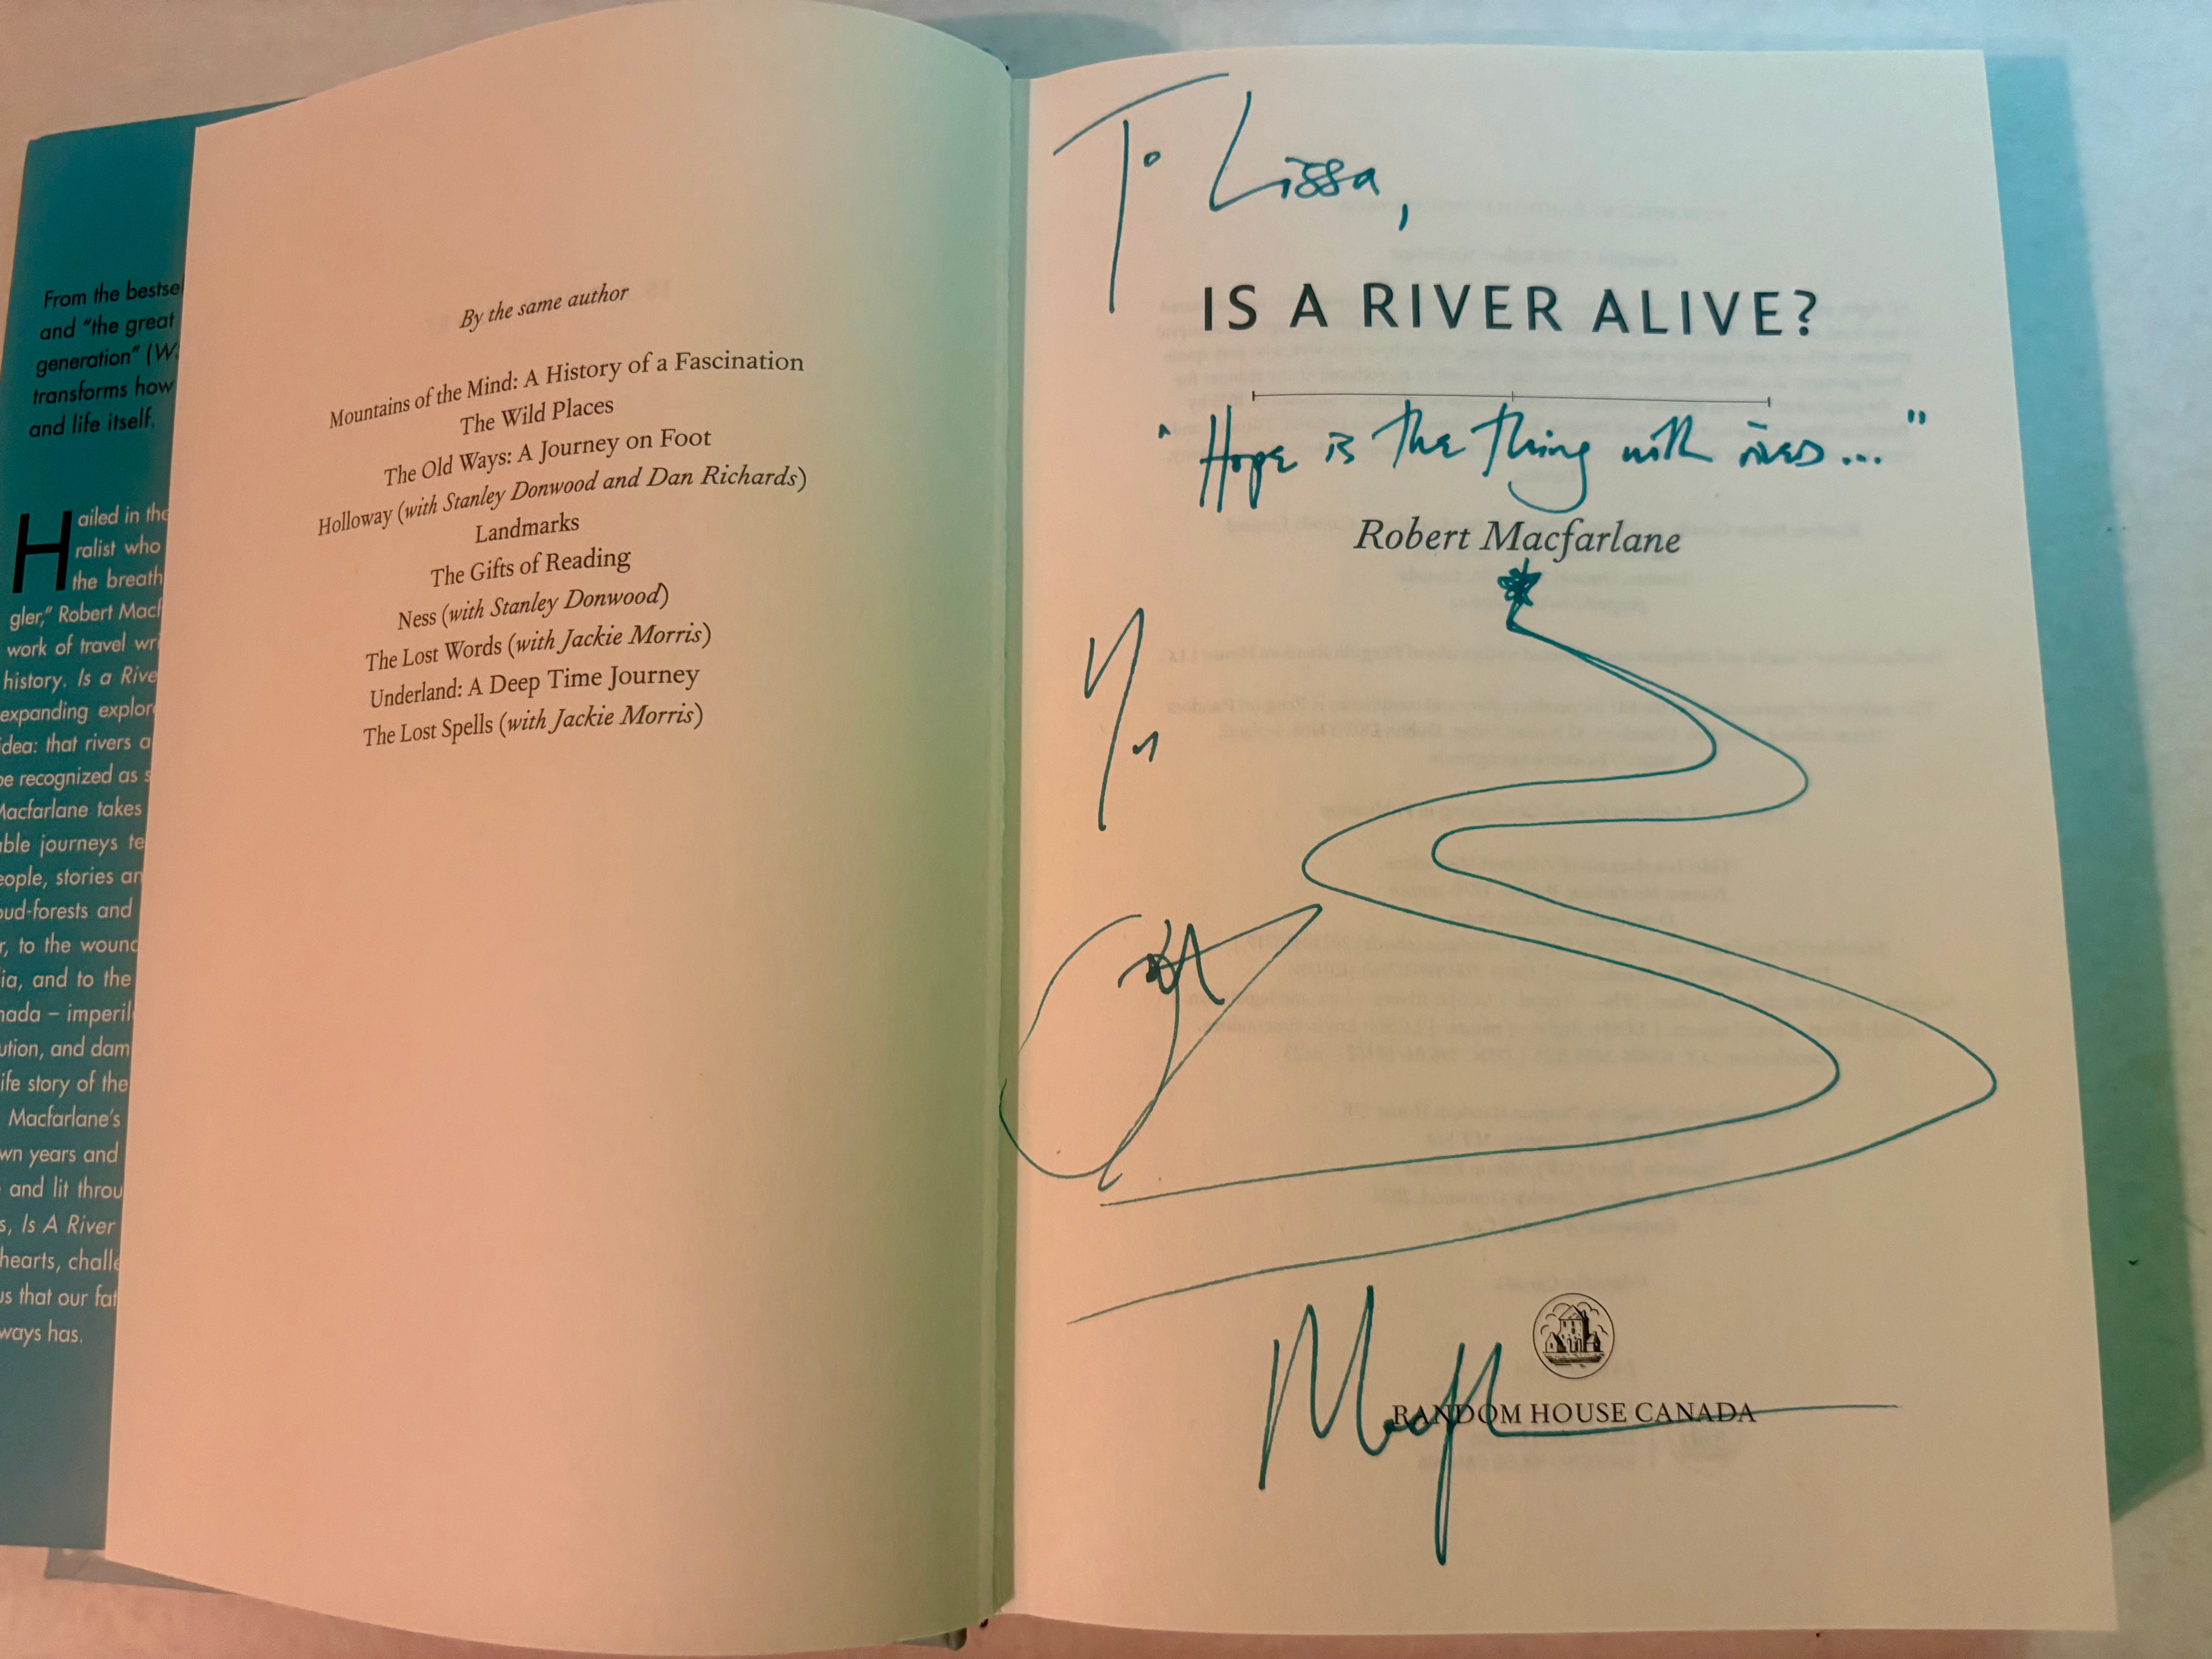 From the bestse
and "the great
generation" (W
transforms how
and life itself.
Hailed in the
ralist who
the breath
gler," Robert Macf
work of travel wri
history. Is a Rive
expanding explor
idea: that rivers a
be recognized as s
Macfarlane takes
able journeys te
eople, stories an
oud-forests and
r, to the wound
ia, and to the
nada – imperil
ution, and dam
ife story of the
Macfarlane's
wn years and
and lit throu
s, Is A River
hearts, challe
us that our fat
ways has.
By the same author
Mountains of the Mind: A History of a Fascination
The Wild Places
The Old Ways: A Journey on Foot
Holloway (with Stanley Donwood and Dan Richards)
Landmarks
The Gifts of Reading
Ness (with Stanley Donwood)
The Lost Words (with Jackie Morris)
Underland: A Deep Time Journey
The Lost Spells (with Jackie Morris)
To Lissa,
IS A RIVER ALIVE?
"Hope is the thing with rivers..."
Robert Macfarlane
RANDOM HOUSE CANADA